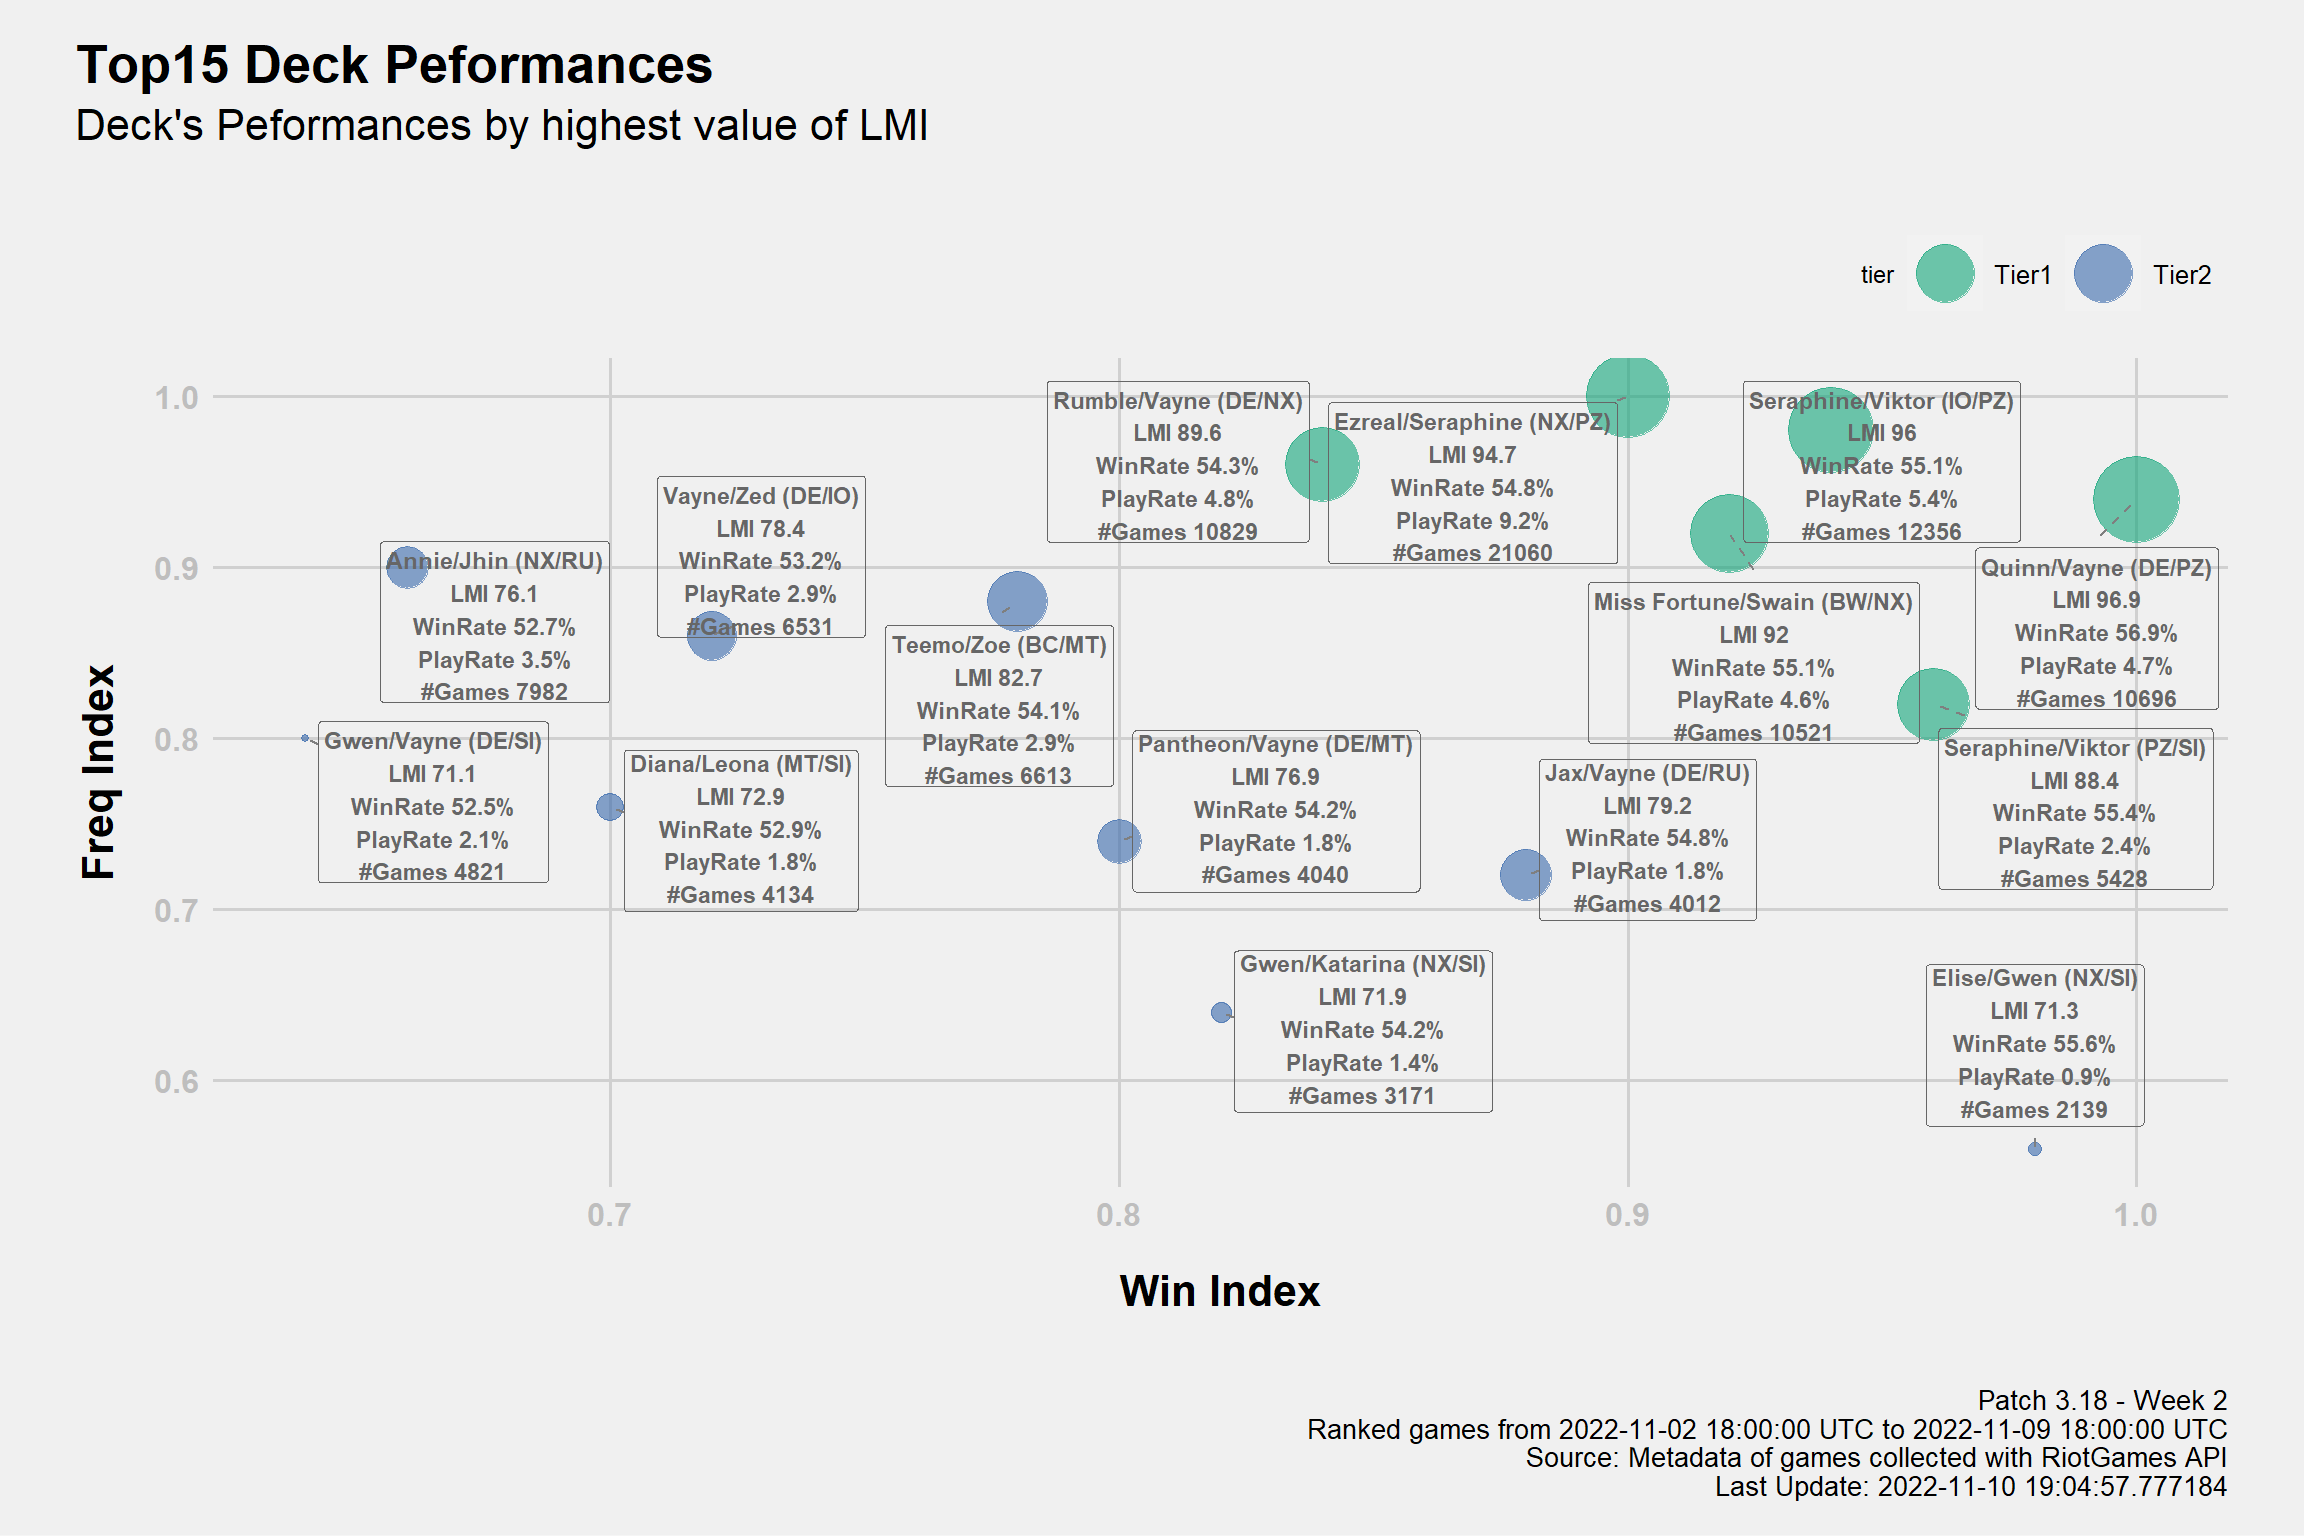 Top15 Deck Peformances
Deck's Peformances by highest value of LMI
tier
Tier1
Tier2
Freq Index
1.0
0.9
0.8
0.7
0.6
Rumble/Vayne (DE/NX)
LMI 89.6
WinRate 54.3%
PlayRate 4.8%
#Games 10829
Ezreal/Seraphine (NX/PZ)
LMI 94.7
WinRate 54.8%
PlayRate 9.2%
#Games 21060
Seraphine/Viktor (IO/PZ)
LMI 96
WinRate 55.1%
PlayRate 5.4%
#Games 12356
Vayne/Zed (DE/IO)
LMI 78.4
WinRate 53.2%
PlayRate 2.9%
#Games 6531
Annie/Jhin (NX/RU)
LMI 76.1
WinRate 52.7%
PlayRate 3.5%
#Games 7982
Teemo/Zoe (BC/MT)
LMI 82.7
WinRate 54.1%
PlayRate 2.9%
#Games 6613
Miss Fortune/Swain (BW/NX)
LMI 92
WinRate 55.1%
PlayRate 4.6%
#Games 10521
Quinn/Vayne (DE/PZ)
LMI 96.9
WinRate 56.9%
PlayRate 4.7%
#Games 10696
Gwen/Vayne (DE/SI)
LMI 71.1
WinRate 52.5%
PlayRate 2.1%
#Games 4821
Diana/Leona (MT/SI)
LMI 72.9
WinRate 52.9%
PlayRate 1.8%
#Games 4134
Pantheon/Vayne (DE/MT)
LMI 76.9
WinRate 54.2%
PlayRate 1.8%
#Games 4040
Jax/Vayne (DE/RU)
LMI 79.2
WinRate 54.8%
PlayRate 1.8%
#Games 4012
Seraphine/Viktor (PZ/SI)
LMI 88.4
WinRate 55.4%
PlayRate 2.4%
#Games 5428
Gwen/Katarina (NX/SI)
LMI 71.9
WinRate 54.2%
PlayRate 1.4%
#Games 3171
Elise/Gwen (NX/SI)
LMI 71.3
WinRate 55.6%
PlayRate 0.9%
#Games 2139
0.7
0.8
0.9
1.0
Win Index
Patch 3.18 - Week 2
Ranked games from 2022-11-02 18:00:00 UTC to 2022-11-09 18:00:00 UTC
Source: Metadata of games collected with RiotGames API
Last Update: 2022-11-10 19:04:57.777184